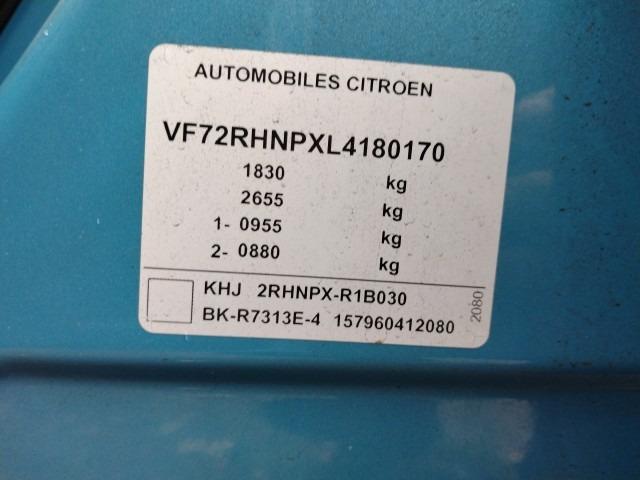 AUTOMOBILES CITROEN
VF72RHNPXL4180170
1830 kg
2655 kg
1- 0955 kg
2- 0880 kg
KHJ 2RHNPX-R1B030
BK-R7313E-4 157960412080
2080